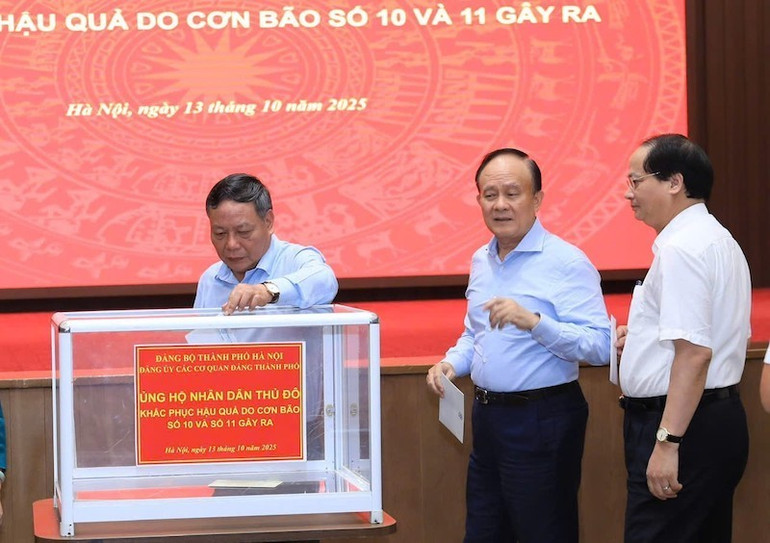 HẬU QUẢ DO CƠN BÃO SỐ 10 VÀ 11 GÂY RA
Hà Nội, ngày 13 tháng 10 năm 2025
ĐẢNG BỘ THÀNH PHỐ HÀ NỘI
ĐẢNG ỦY CÁC CƠ QUAN ĐẢNG THÀNH PHỐ
ỦNG HỘ NHÂN DÂN THỦ ĐÔ
KHẮC PHỤC HẬU QUẢ DO CƠN BÃO
SỐ 10 VÀ SỐ 11 GÂY RA
Hà Nội, ngày 13 tháng 10 năm 2025